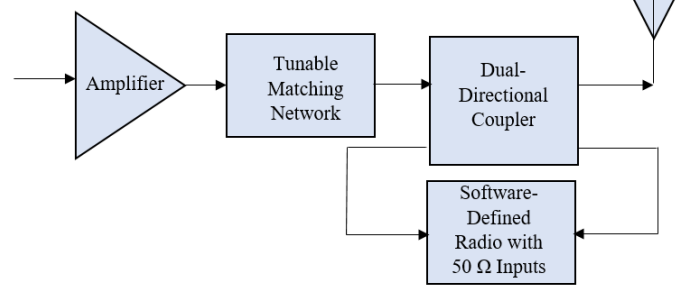 Amplifier
Tunable
Matching
Network
Dual-
Directional
Coupler
Software-
Defined
Radio with
50 Ω Inputs